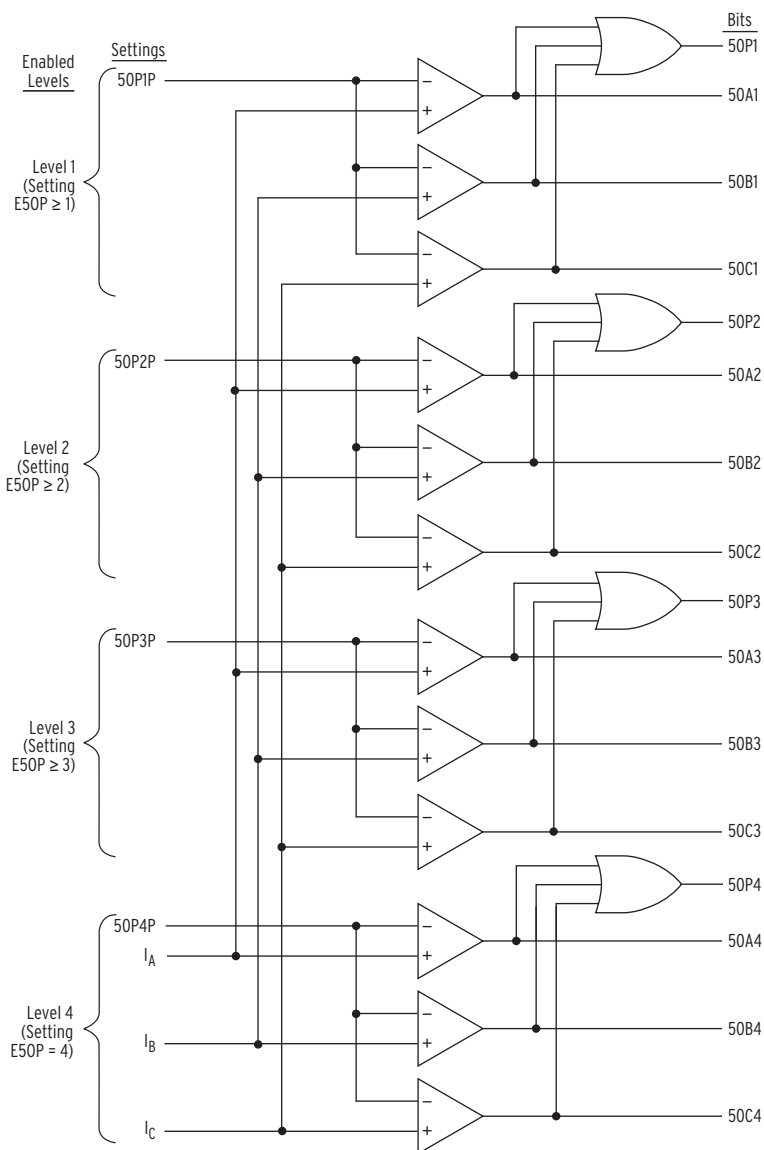 Enabled
Levels
Settings
Bits
Level 1
(Setting
E50P ≥ 1)
50P1P
−
+
−
+
−
+
50P1
50A1
50B1
50C1
Level 2
(Setting
E50P ≥ 2)
50P2P
−
+
−
+
−
+
50P2
50A2
50B2
50C2
Level 3
(Setting
E50P ≥ 3)
50P3P
−
+
−
+
−
+
50P3
50A3
50B3
50C3
Level 4
(Setting
E50P = 4)
50P4P
IA
IB
IC
−
+
−
+
−
+
50P4
50A4
50B4
50C4